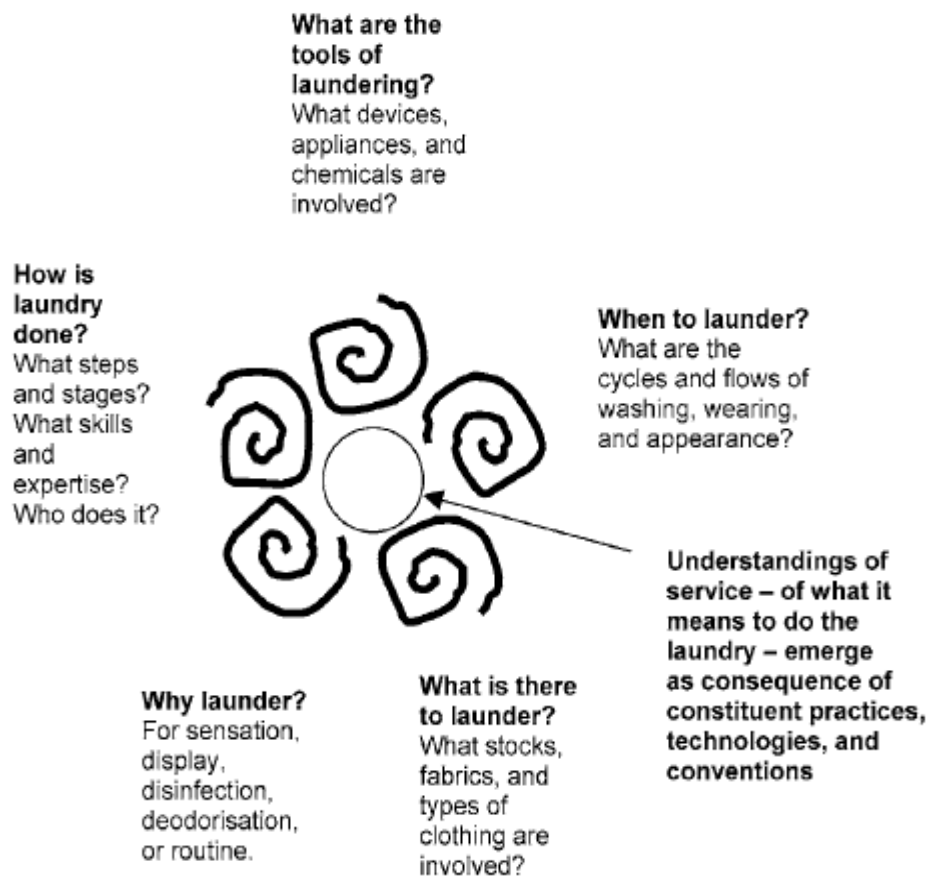 What are the
tools of
laundering?
What devices,
appliances, and
chemicals are
involved?
How is
laundry
done?
What steps
and stages?
What skills
and
expertise?
Who does it?
When to launder?
What are the
cycles and flows of
washing, wearing,
and appearance?
Understandings of
service – of what it
means to do the
laundry – emerge
as consequence of
constituent practices,
technologies, and
conventions
Why launder?
For sensation,
display,
disinfection,
deodorisation,
or routine.
What is there
to launder?
What stocks,
fabrics, and
types of
clothing are
involved?